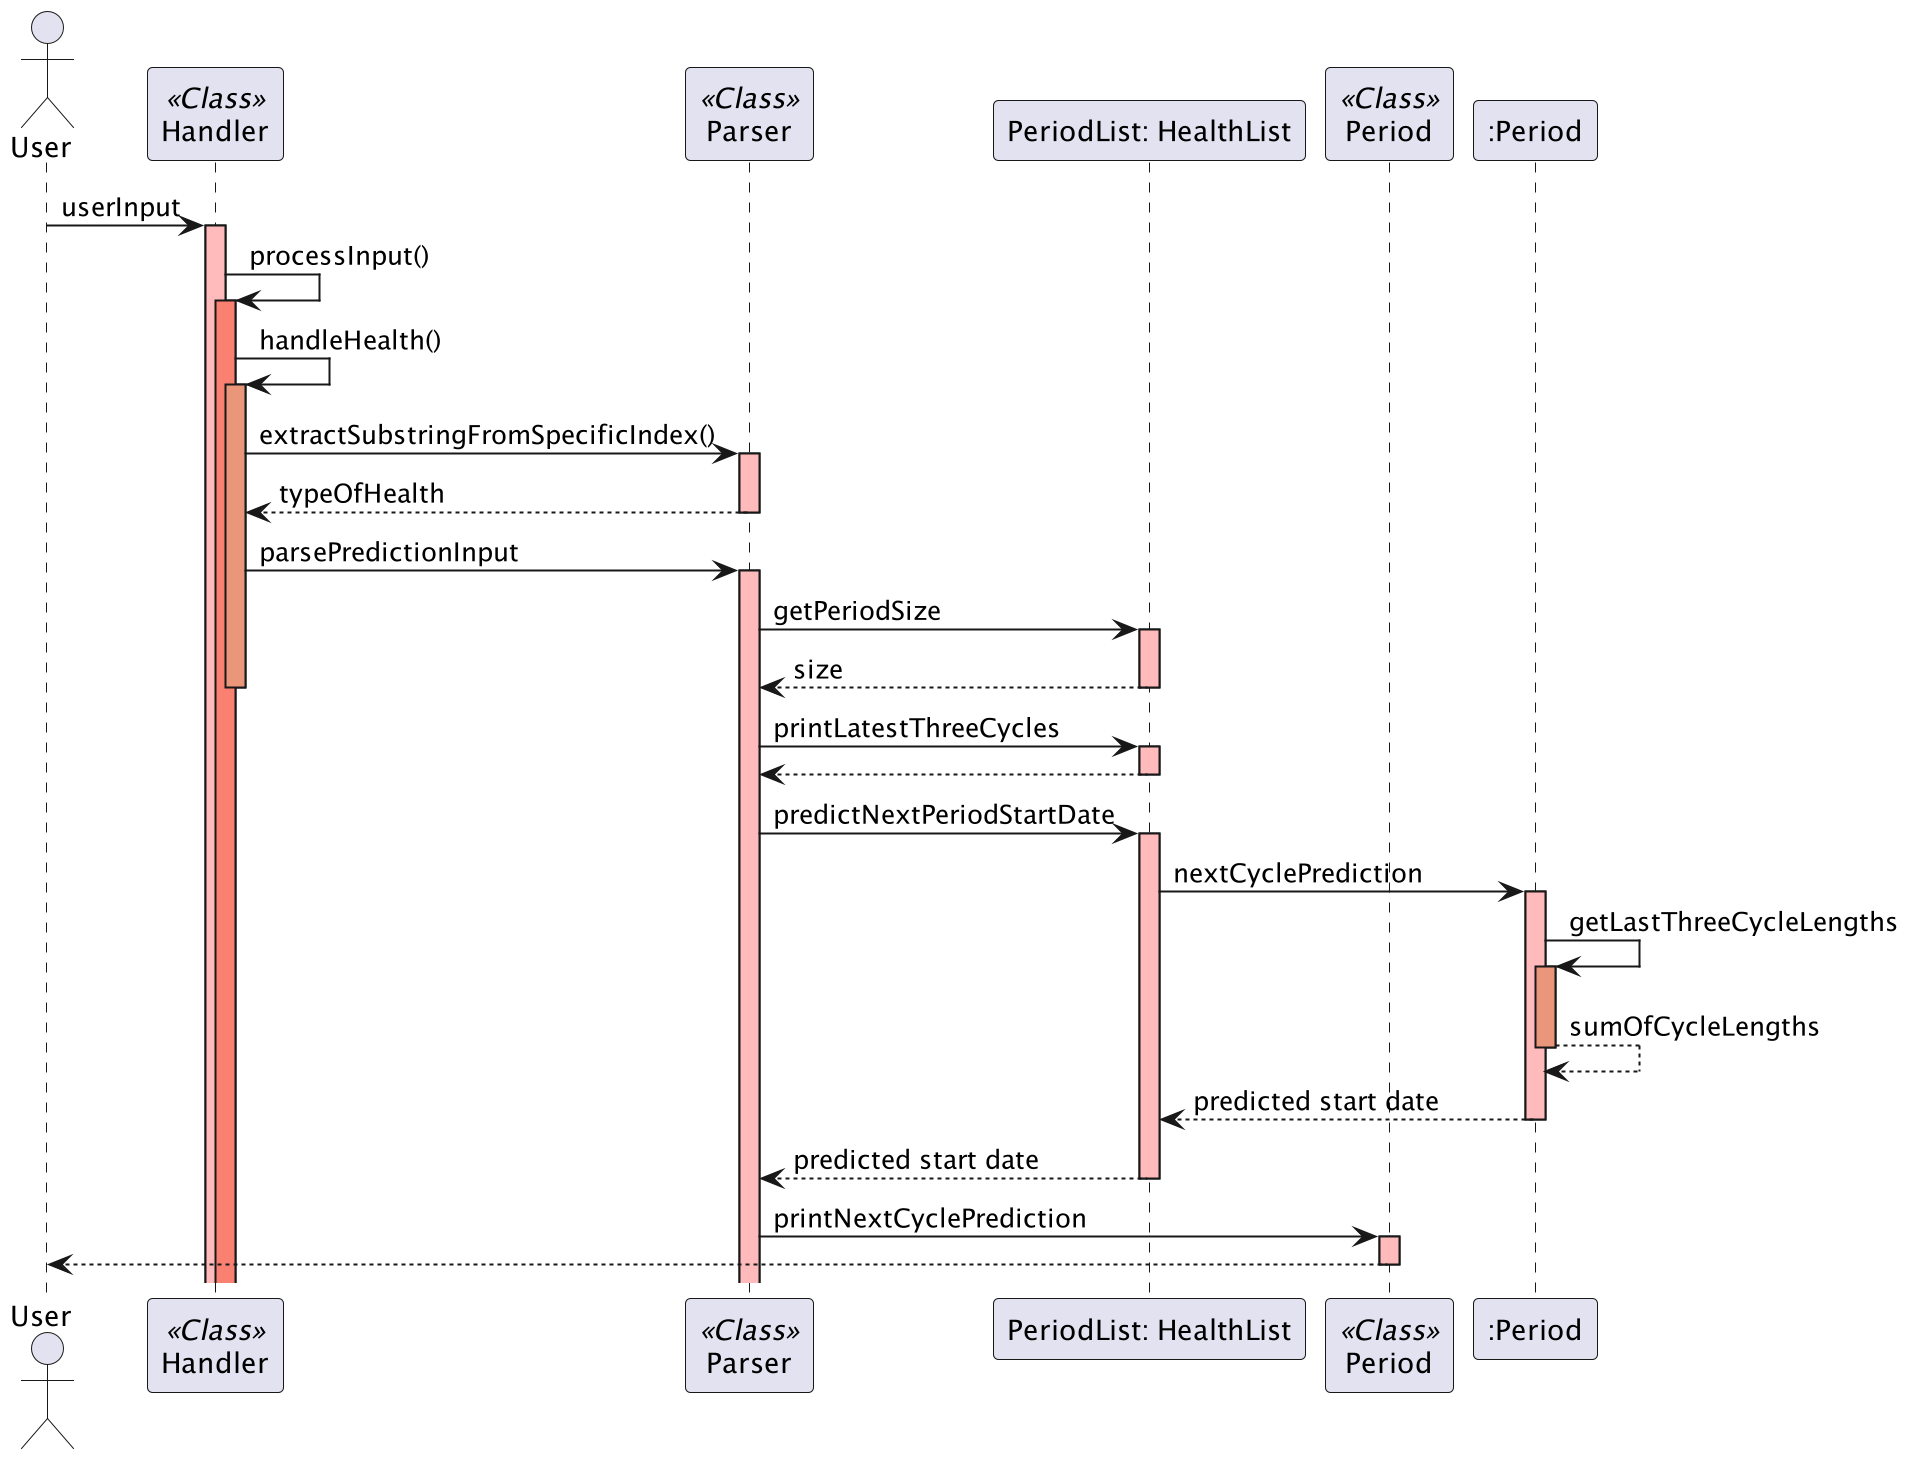 User
«Class»
Handler
«Class»
Parser
PeriodList: HealthList
«Class»
Period
:Period
userInput
processInput()
handleHealth()
extractSubstringFromSpecificIndex()
typeOfHealth
parsePredictionInput
getPeriodSize
size
printLatestThreeCycles
predictNextPeriodStartDate
nextCyclePrediction
getLastThreeCycleLengths
sumOfCycleLengths
predicted start date
predicted start date
printNextCyclePrediction
User
«Class»
Handler
«Class»
Parser
PeriodList: HealthList
«Class»
Period
:Period